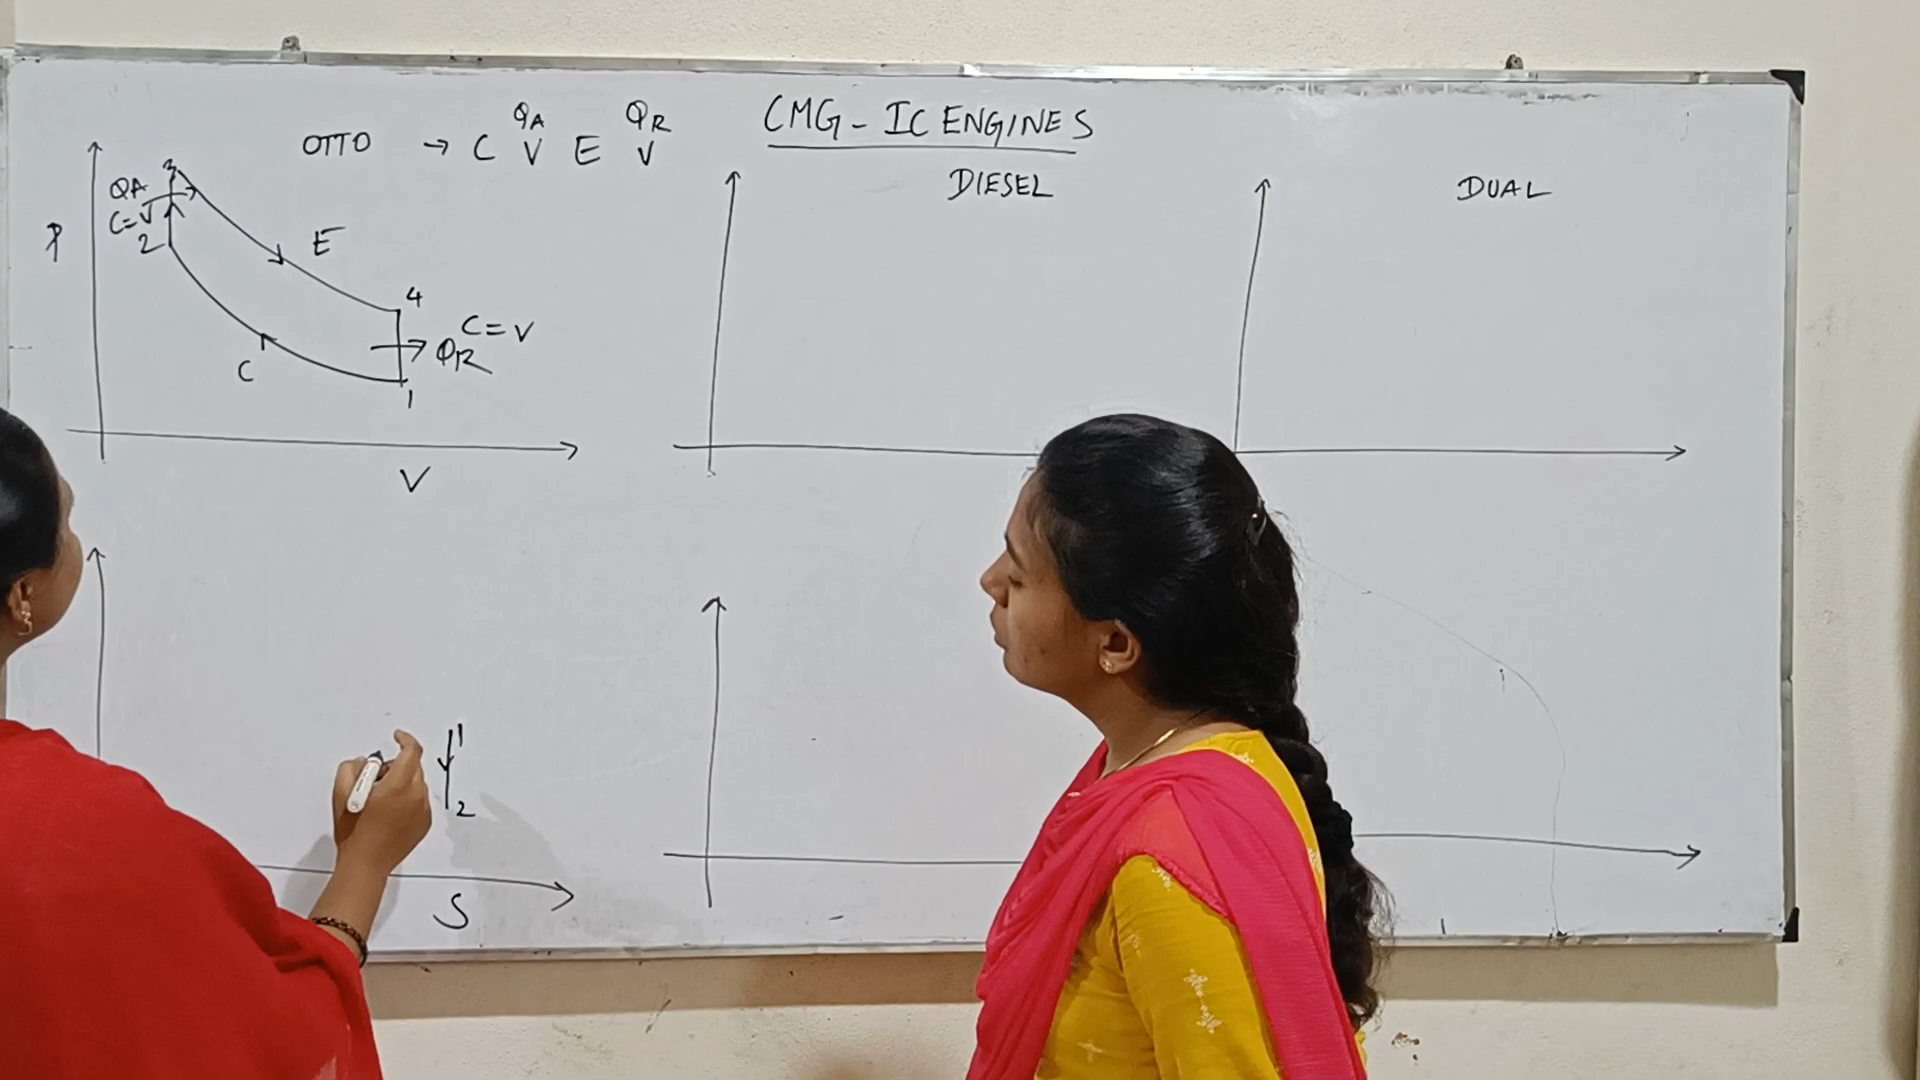 CMG - IC ENGINES
OTTO → C V E V
QA QR
DIESEL
DUAL
P
3
QA
C=V
2
E
4
C=V
QR
C
1
V
1
2
S